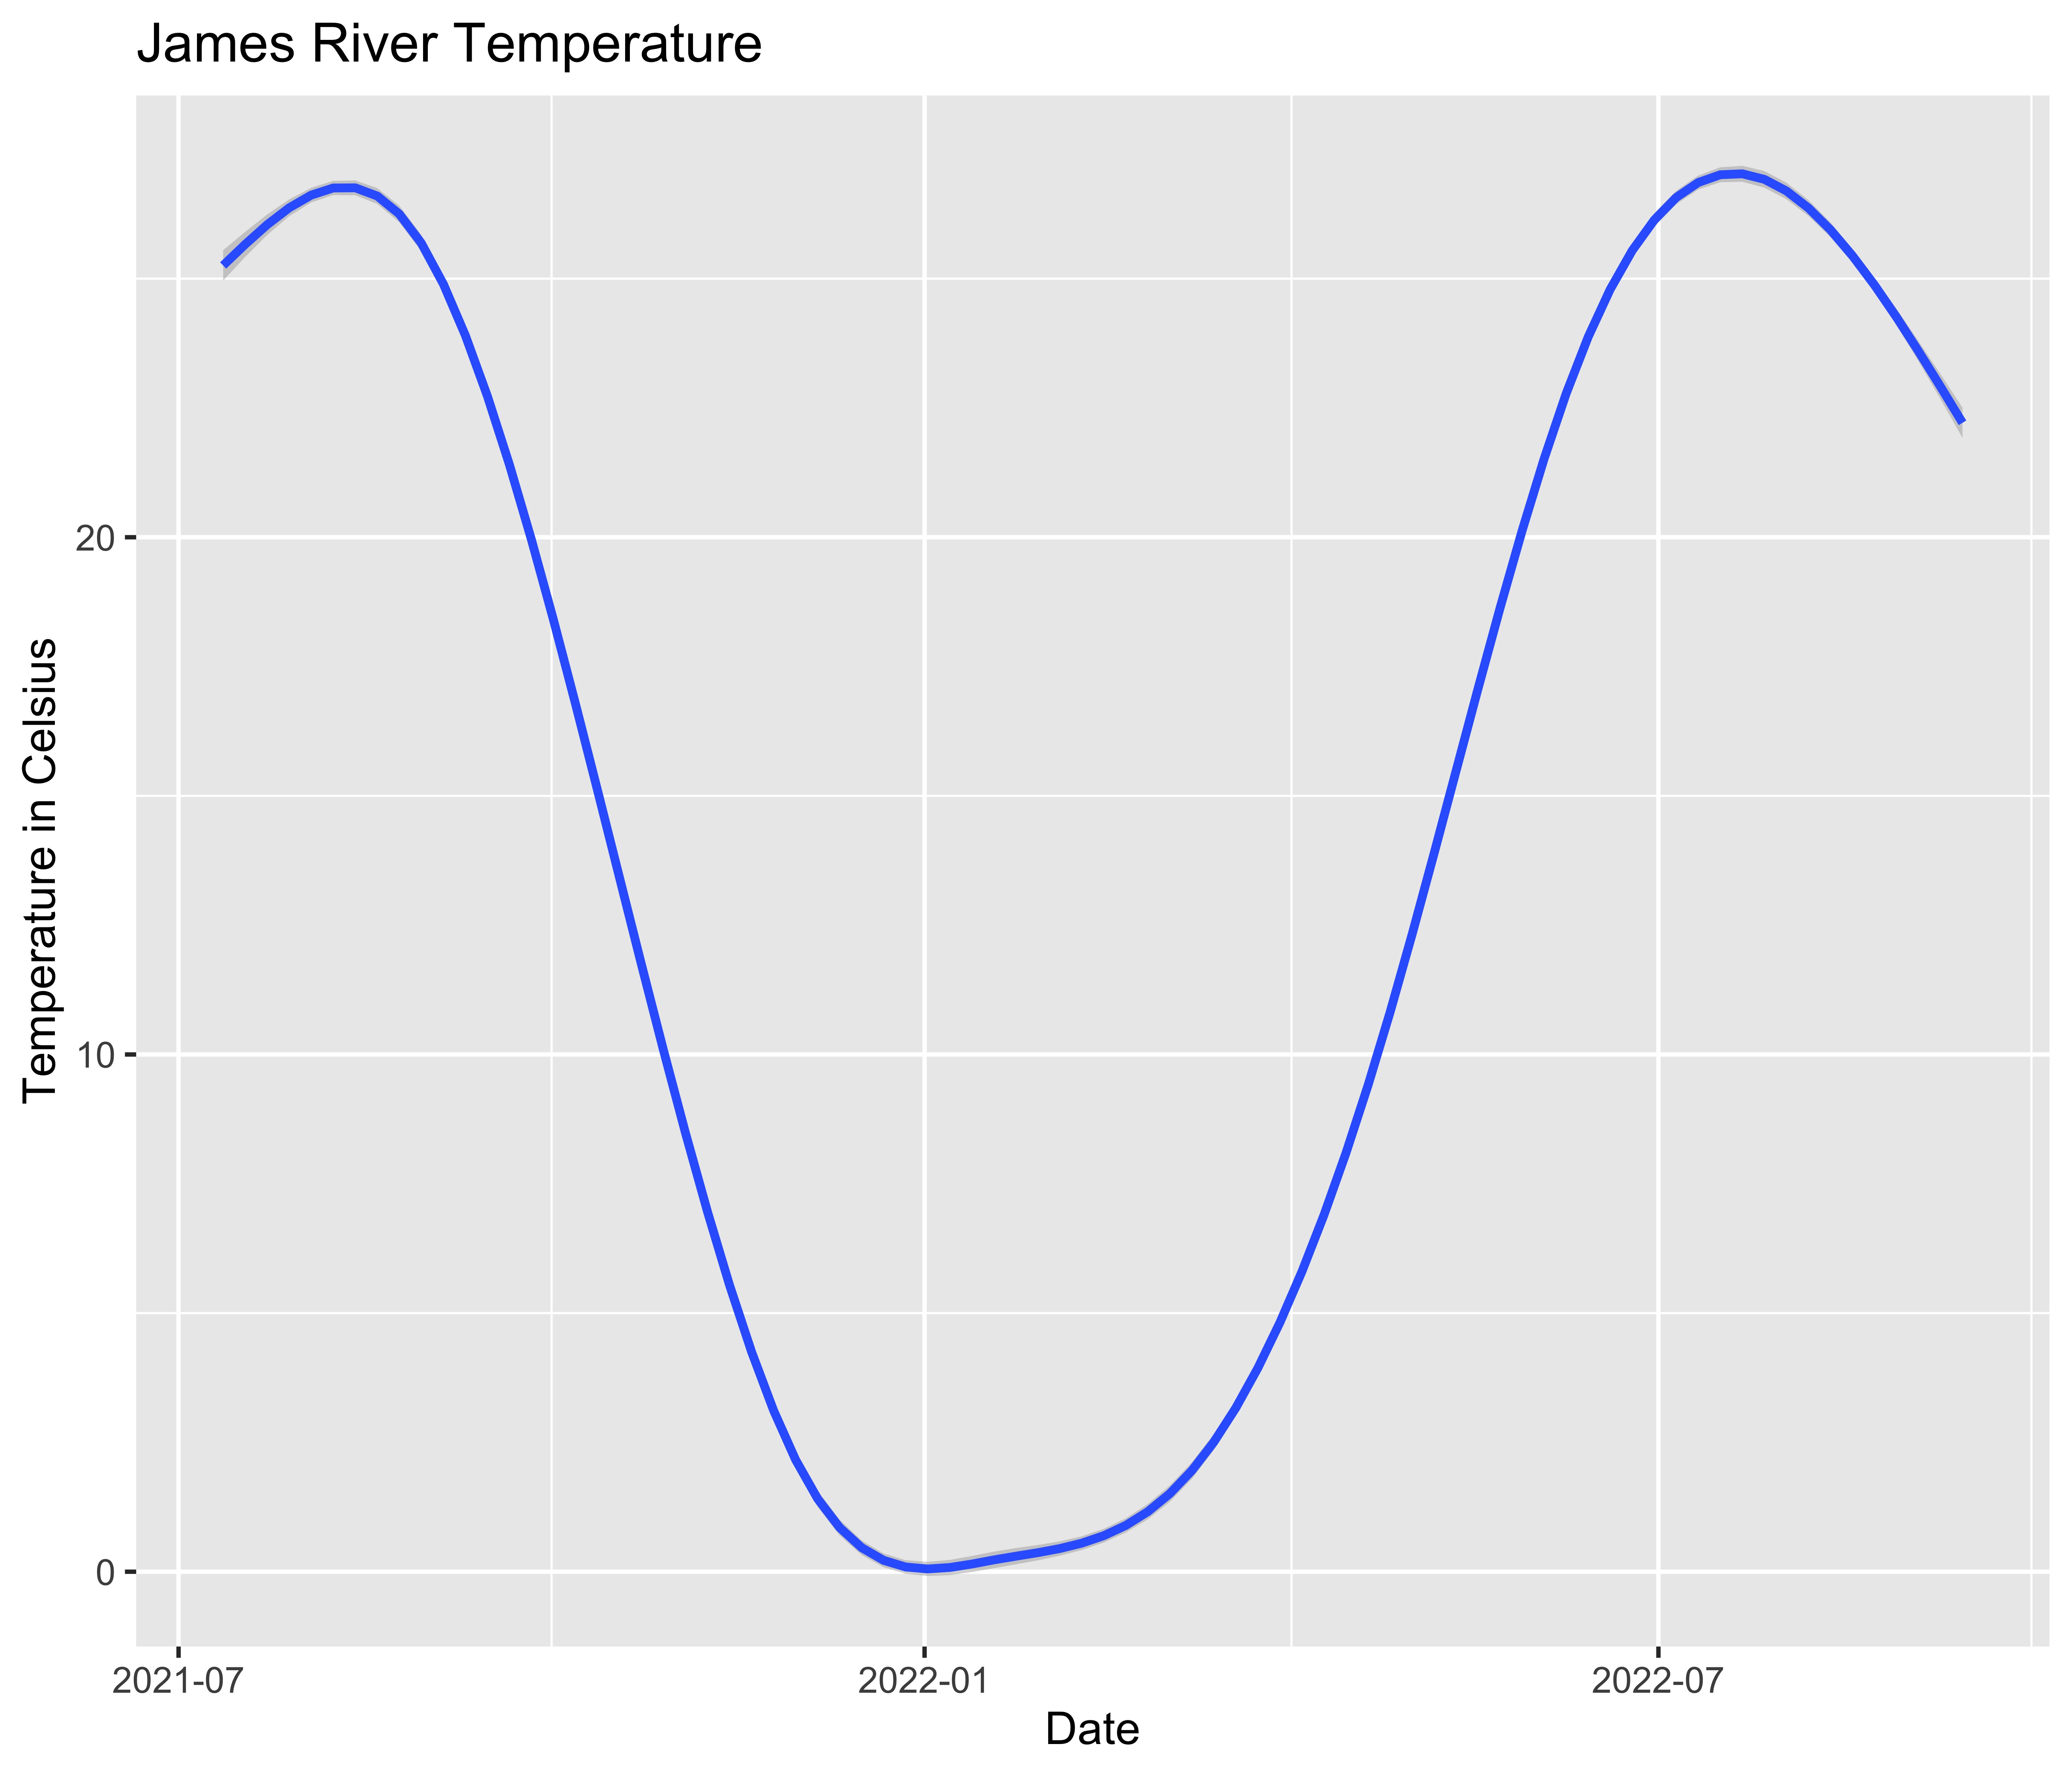 James River Temperature
Temperature in Celsius
20
10
0
2021-07
2022-01
2022-07
Date